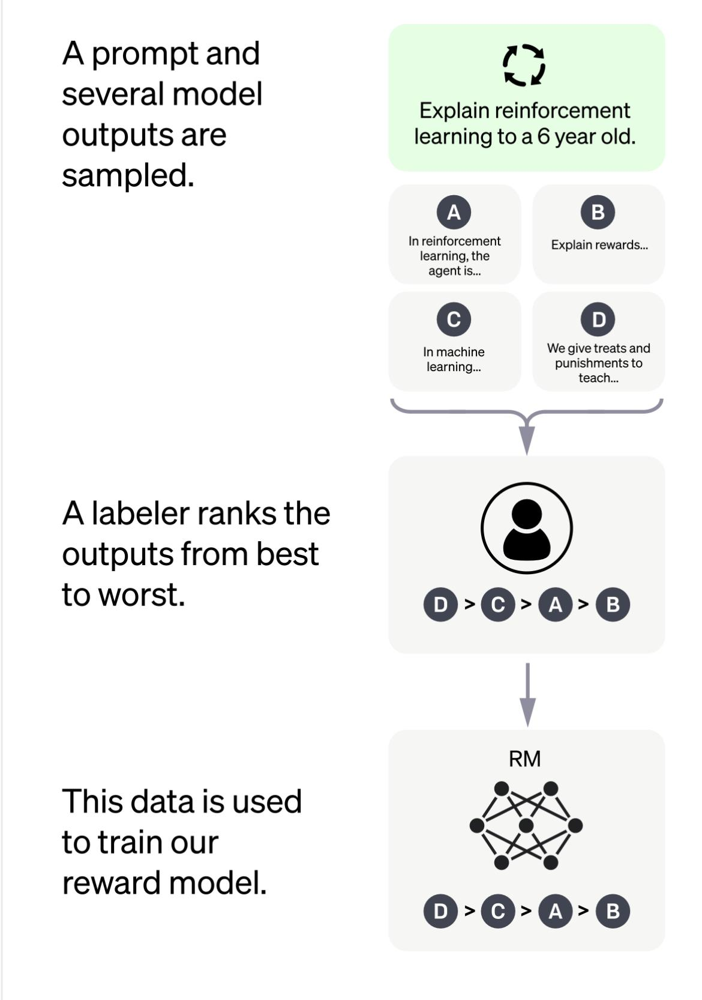 A prompt and
several model
outputs are
sampled.
Explain reinforcement
learning to a 6 year old.
A
In reinforcement
learning, the
agent is...
B
Explain rewards...
C
In machine
learning...
D
We give treats and
punishments to
teach...
A labeler ranks the
outputs from best
to worst.
D > C > A > B
This data is used
to train our
reward model.
RM
D > C > A > B